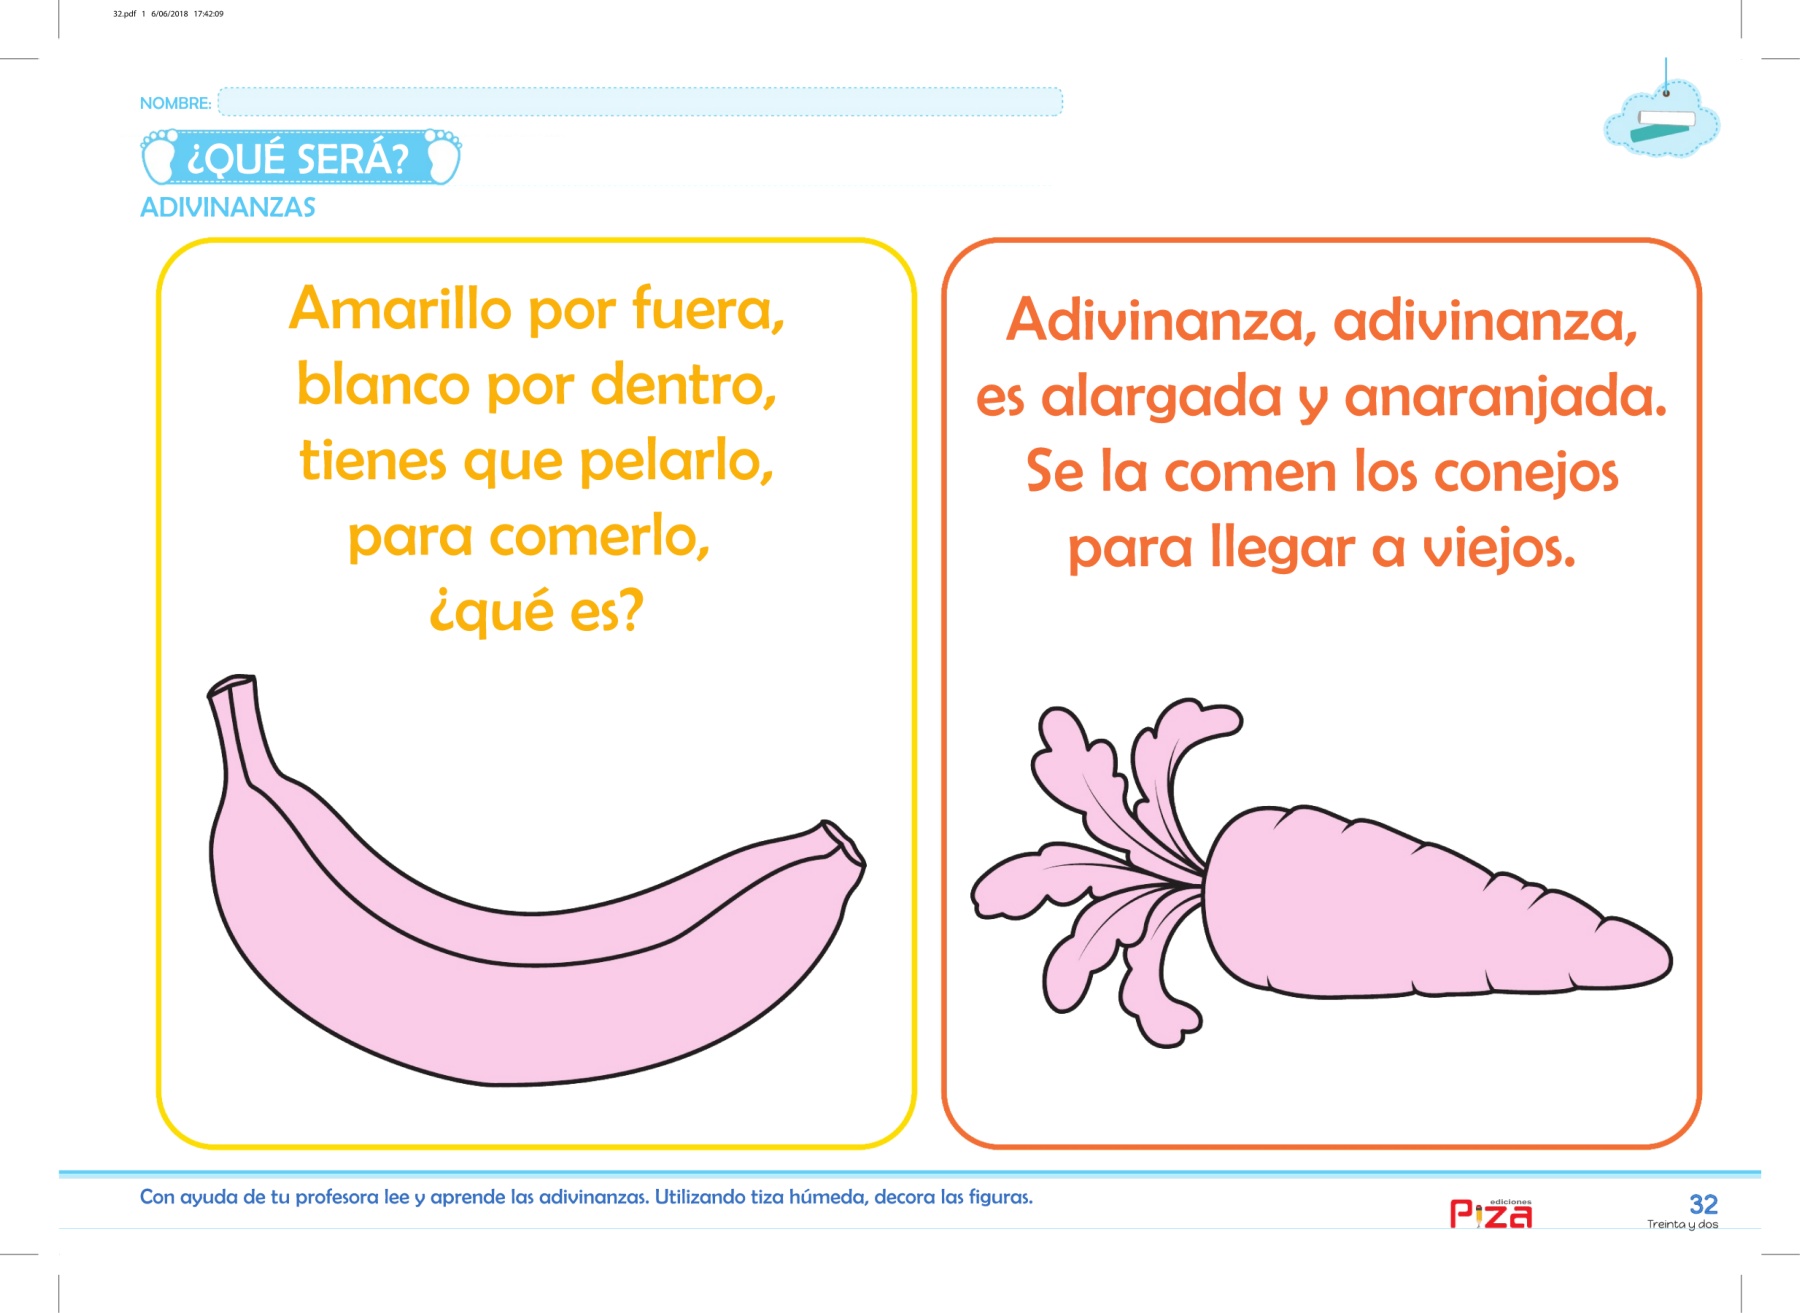 32.pdf 1 6/06/2018 17:42:09
NOMBRE:
¿QUÉ SERÁ?
ADIVINANZAS
Amarillo por fuera,
blanco por dentro,
tienes que pelarlo,
para comerlo,
¿qué es?
Adivinanza, adivinanza,
es alargada y anaranjada.
Se la comen los conejos
para llegar a viejos.
Con ayuda de tu profesora lee y aprende las adivinanzas. Utilizando tiza húmeda, decora las figuras.
ediciones
Piza
32
Treinta y dos